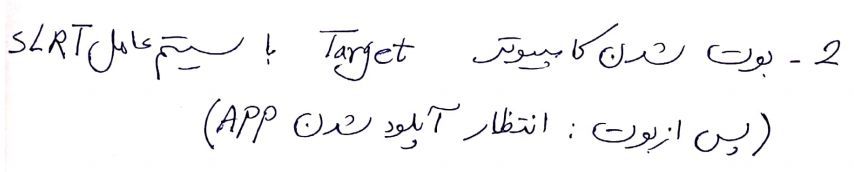 2- بوت شدن کامپیوتر Target با سیستم عامل SLRT
(پس از بوت : انتظار آپلود شدن APP)